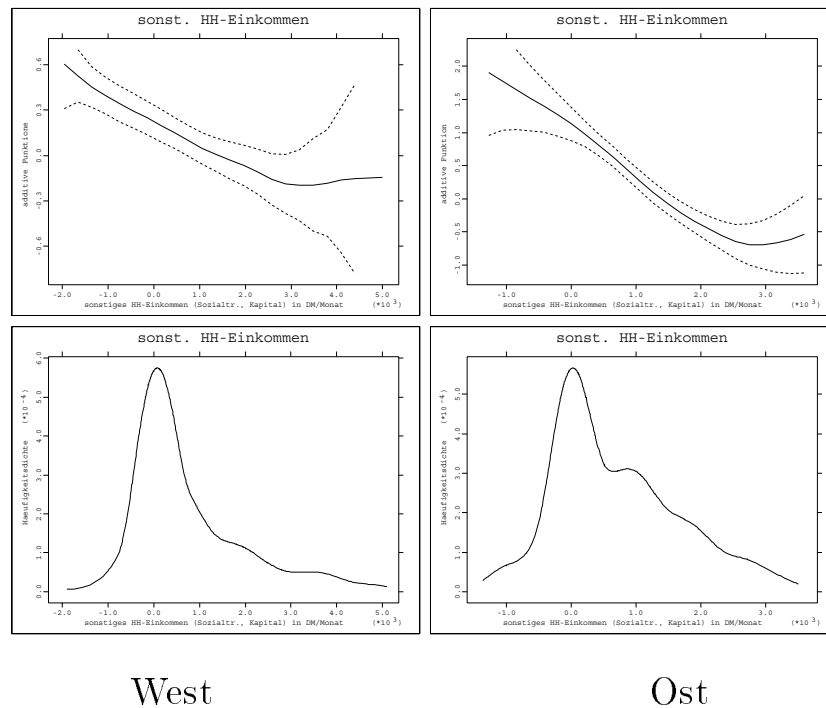 sonst. HH-Einkommen
additive Funktione
0.6
0.3
0.0
-0.3
-0.6
-2.0 -1.0 0.0 1.0 2.0 3.0 4.0 5.0
sonstiges HH-Einkommen (Sozialtr., Kapital) in DM/Monat (*10 3)
sonst. HH-Einkommen
additive Funktion
2.0
1.5
1.0
0.5
0.0
-0.5
-1.0
-1.0 0.0 1.0 2.0 3.0
sonstiges HH-Einkommen (Sozialtr., Kapital) in DM/Monat (*10 3)
sonst. HH-Einkommen
Haeufigkeitsdichte (*10 -4)
6.0
5.0
4.0
3.0
2.0
1.0
0.0
-2.0 -1.0 0.0 1.0 2.0 3.0 4.0 5.0
sonstiges HH-Einkommen (Sozialtr., Kapital) in DM/Monat (*10 3)
sonst. HH-Einkommen
Haeufigkeitsdichte (*10 -4)
5.0
4.0
3.0
2.0
1.0
0.0
-1.0 0.0 1.0 2.0 3.0
sonstiges HH-Einkommen (Sozialtr., Kapital) in DM/Monat (*10 3)
West
Ost